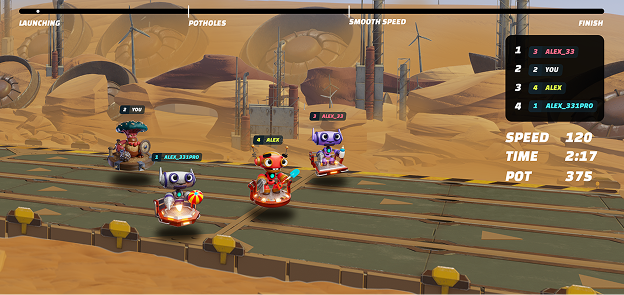 LAUNCHING POTHOLES SMOOTH SPEED FINISH
1 3 ALEX_33
2 2 YOU
3 4 ALEX
4 1 ALEX_331PRO
SPEED 120
TIME 2:17
POT 375
2 YOU
3 ALEX_33
4 ALEX
1 ALEX_331PRO